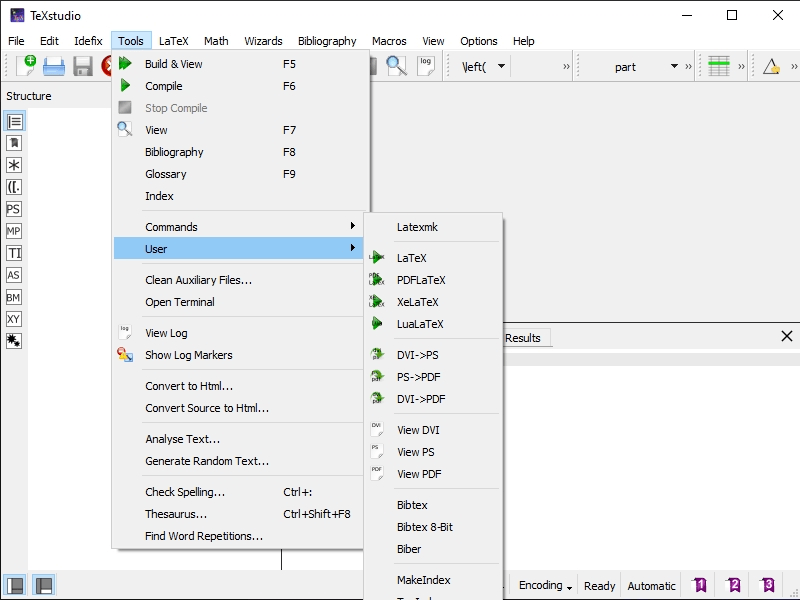 TeXstudio
File Edit Idefix Tools LaTeX Math Wizards Bibliography Macros View Options Help
log \left( part
Structure
Build & View F5
Compile F6
Stop Compile
View F7
Bibliography F8
Glossary F9
Index
Commands
User
Clean Auxiliary Files...
Open Terminal
View Log
Show Log Markers
Convert to Html...
Convert Source to Html...
Analyse Text...
Generate Random Text...
Check Spelling... Ctrl+:
Thesaurus... Ctrl+Shift+F8
Find Word Repetitions...
Latexmk
LaTeX
PDFLaTeX
XeLaTeX
LuaLaTeX
DVI->PS
PS->PDF
DVI->PDF
View DVI
View PS
View PDF
Bibtex
Bibtex 8-Bit
Biber
MakeIndex
PS
MP
TI
AS
BM
XY
Results
Encoding Ready Automatic 1 2 3